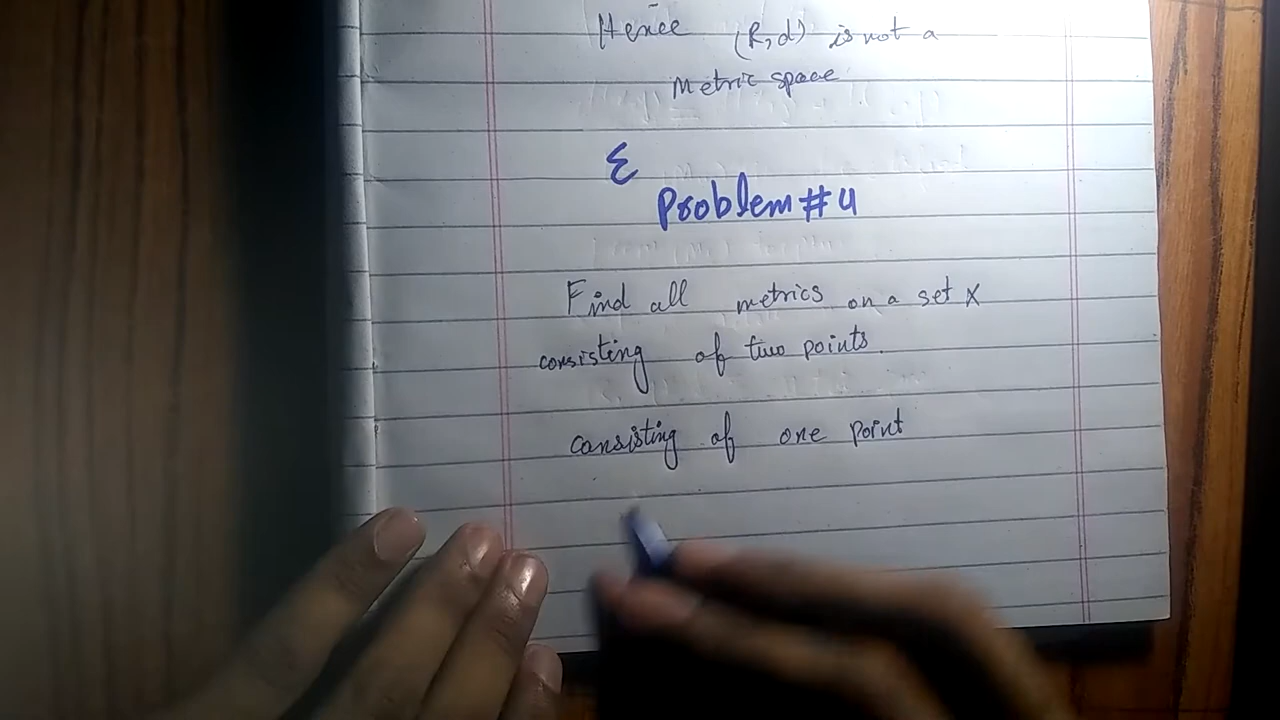 Hence (R, d) is not a
Metric space
ε
Problem # 4
Find all metrics on a set X
consisting of two points.
consisting of one point